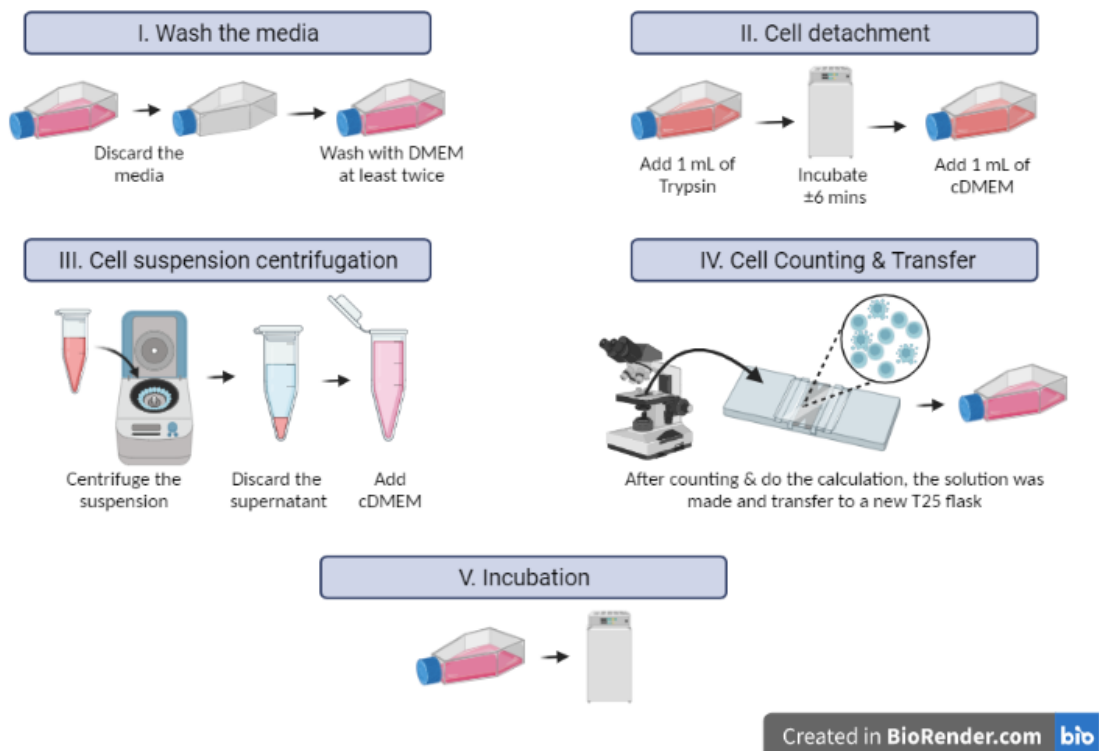 I. Wash the media
Discard the
media
Wash with DMEM
at least twice
II. Cell detachment
Add 1 mL of
Trypsin
Incubate
±6 mins
Add 1 mL of
cDMEM
III. Cell suspension centrifugation
Centrifuge the
suspension
Discard the
supernatant
Add
cDMEM
IV. Cell Counting & Transfer
After counting & do the calculation, the solution was
made and transfer to a new T25 flask
V. Incubation
Created in BioRender.com bio